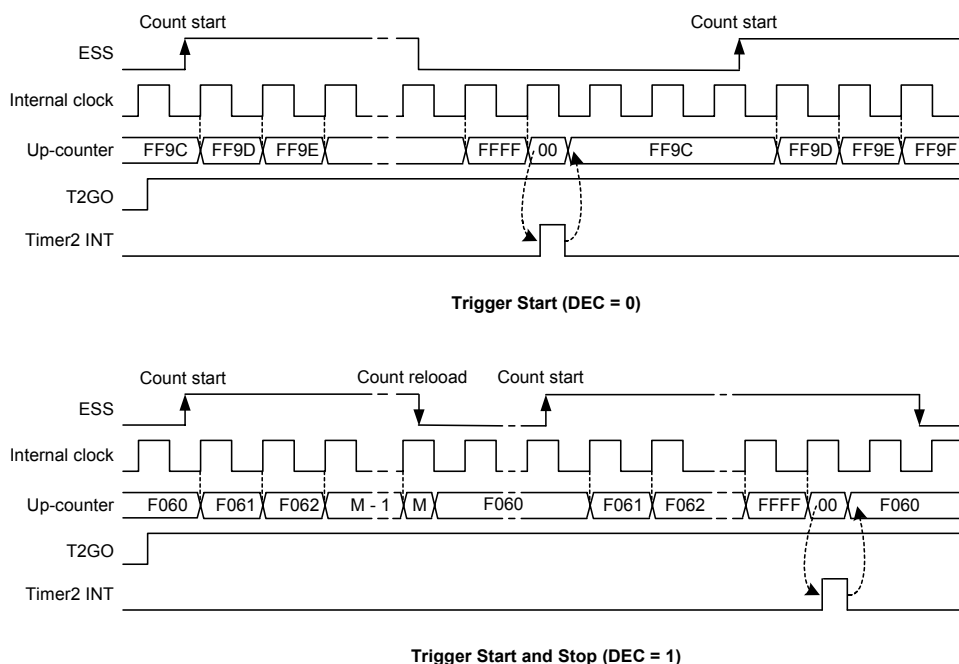 Count start Count start
ESS
Internal clock
Up-counter FF9C FF9D FF9E FFFF 00 FF9C FF9D FF9E FF9F
T2GO
Timer2 INT
Trigger Start (DEC = 0)
Count start Count relooad Count start
ESS
Internal clock
Up-counter F060 F061 F062 M - 1 M F060 F061 F062 FFFF 00 F060
T2GO
Timer2 INT
Trigger Start and Stop (DEC = 1)